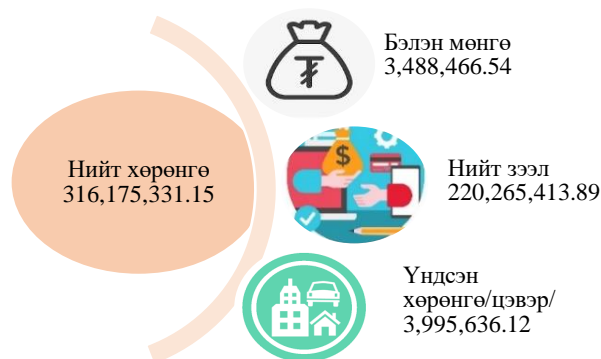 Бэлэн мөнгө
3,488,466.54
Нийт хөрөнгө
316,175,331.15
Нийт зээл
220,265,413.89
Үндсэн
хөрөнгө/цэвэр/
3,995,636.12